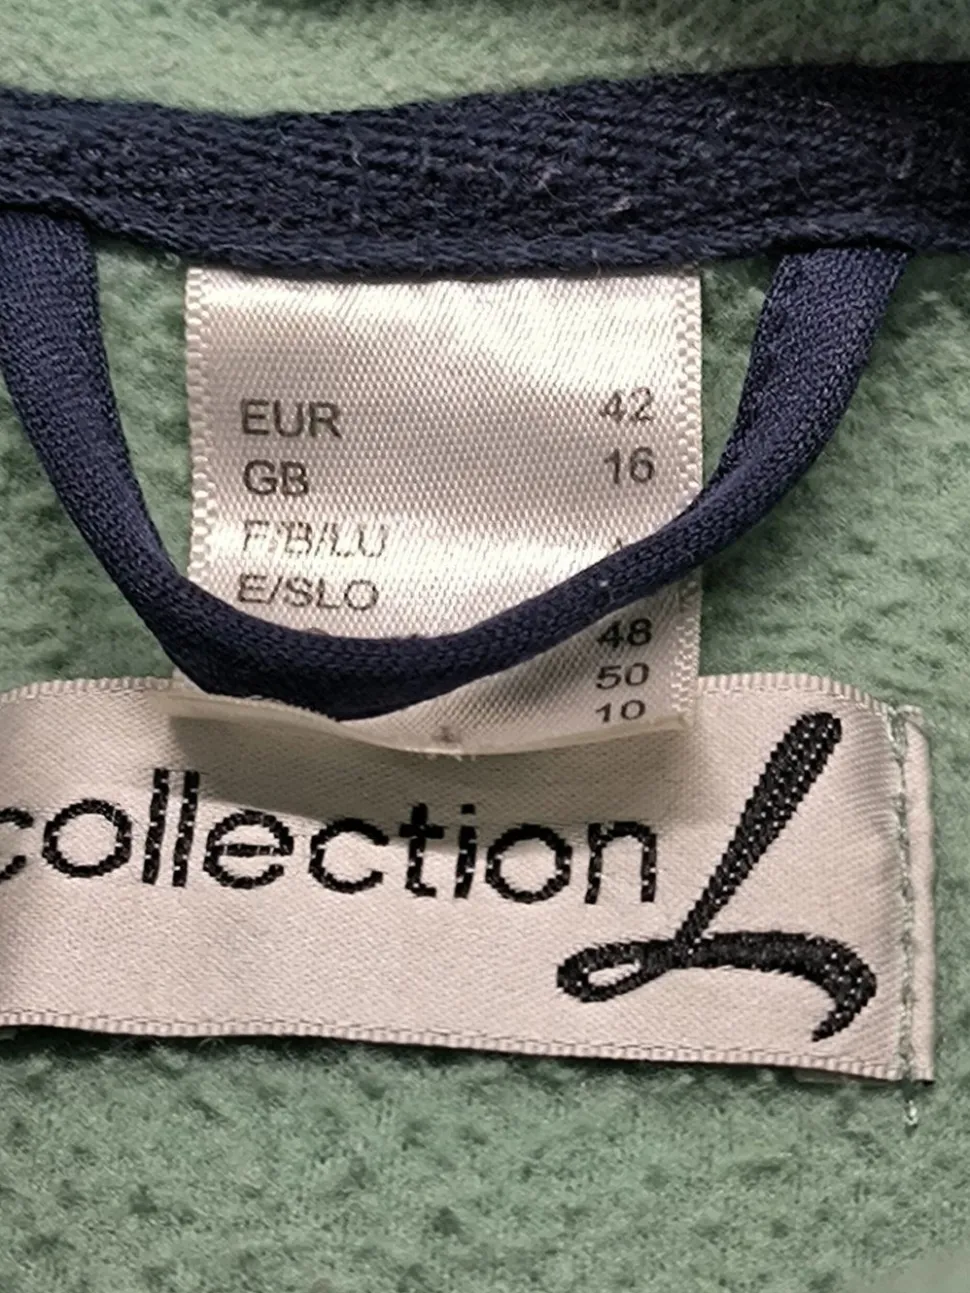 EUR 42
GB 16
F/B/LU
E/SLO
48
50
10
collection L